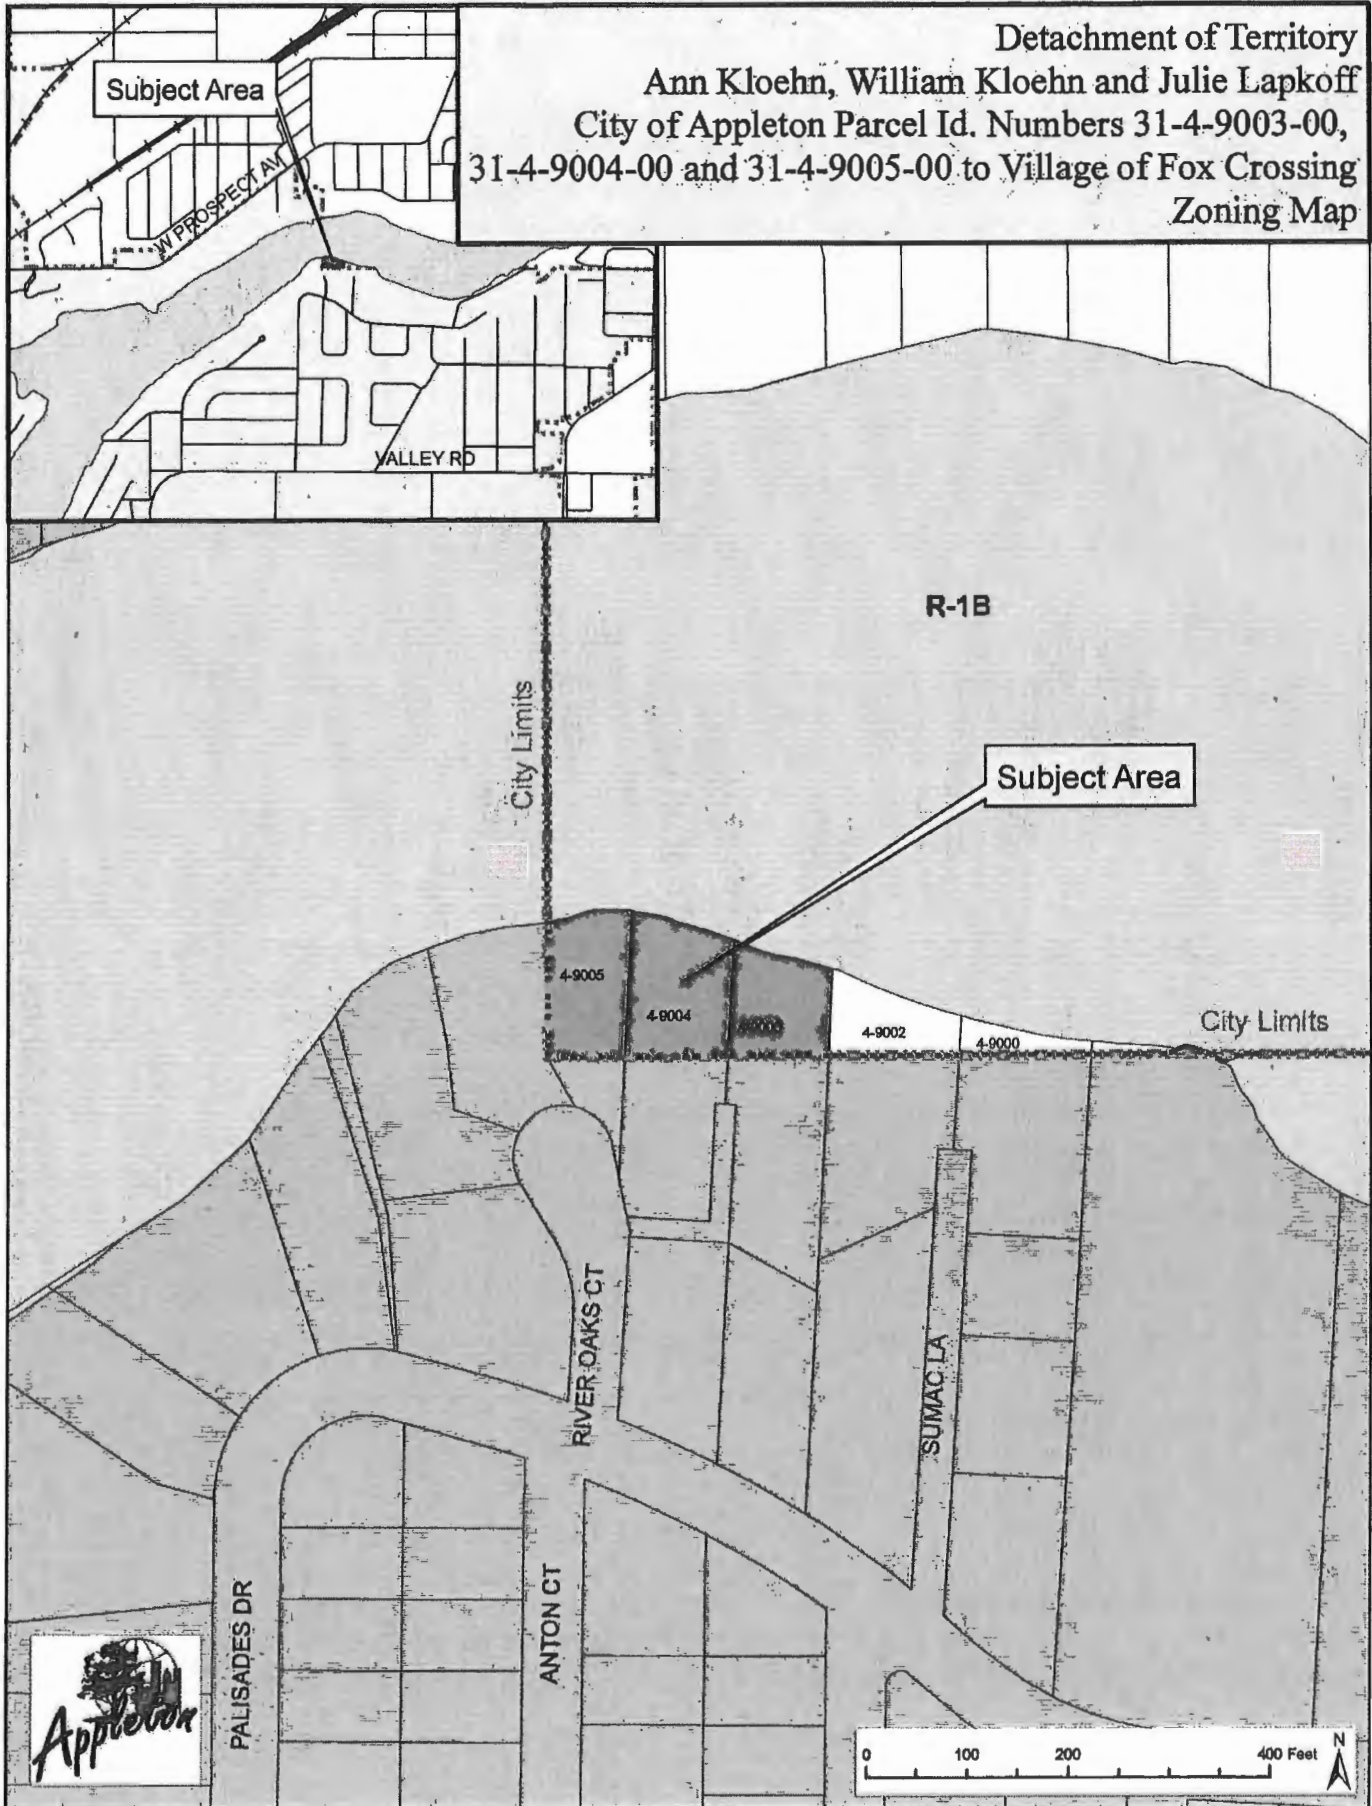 Detachment of Territory
Ann Kloehn, William Kloehn and Julie Lapkoff
City of Appleton Parcel Id. Numbers 31-4-9003-00,
31-4-9004-00 and 31-4-9005-00 to Village of Fox Crossing
Zoning Map
Subject Area
W PROSPECT AV
VALLEY RD
R-1B
City Limits
Subject Area
4-9005
4-9004
4-9002
4-9000
City Limits
RIVER OAKS CT
SUMAC LA
PALISADES DR
ANTON CT
Appleton
0 100 200 400 Feet
N